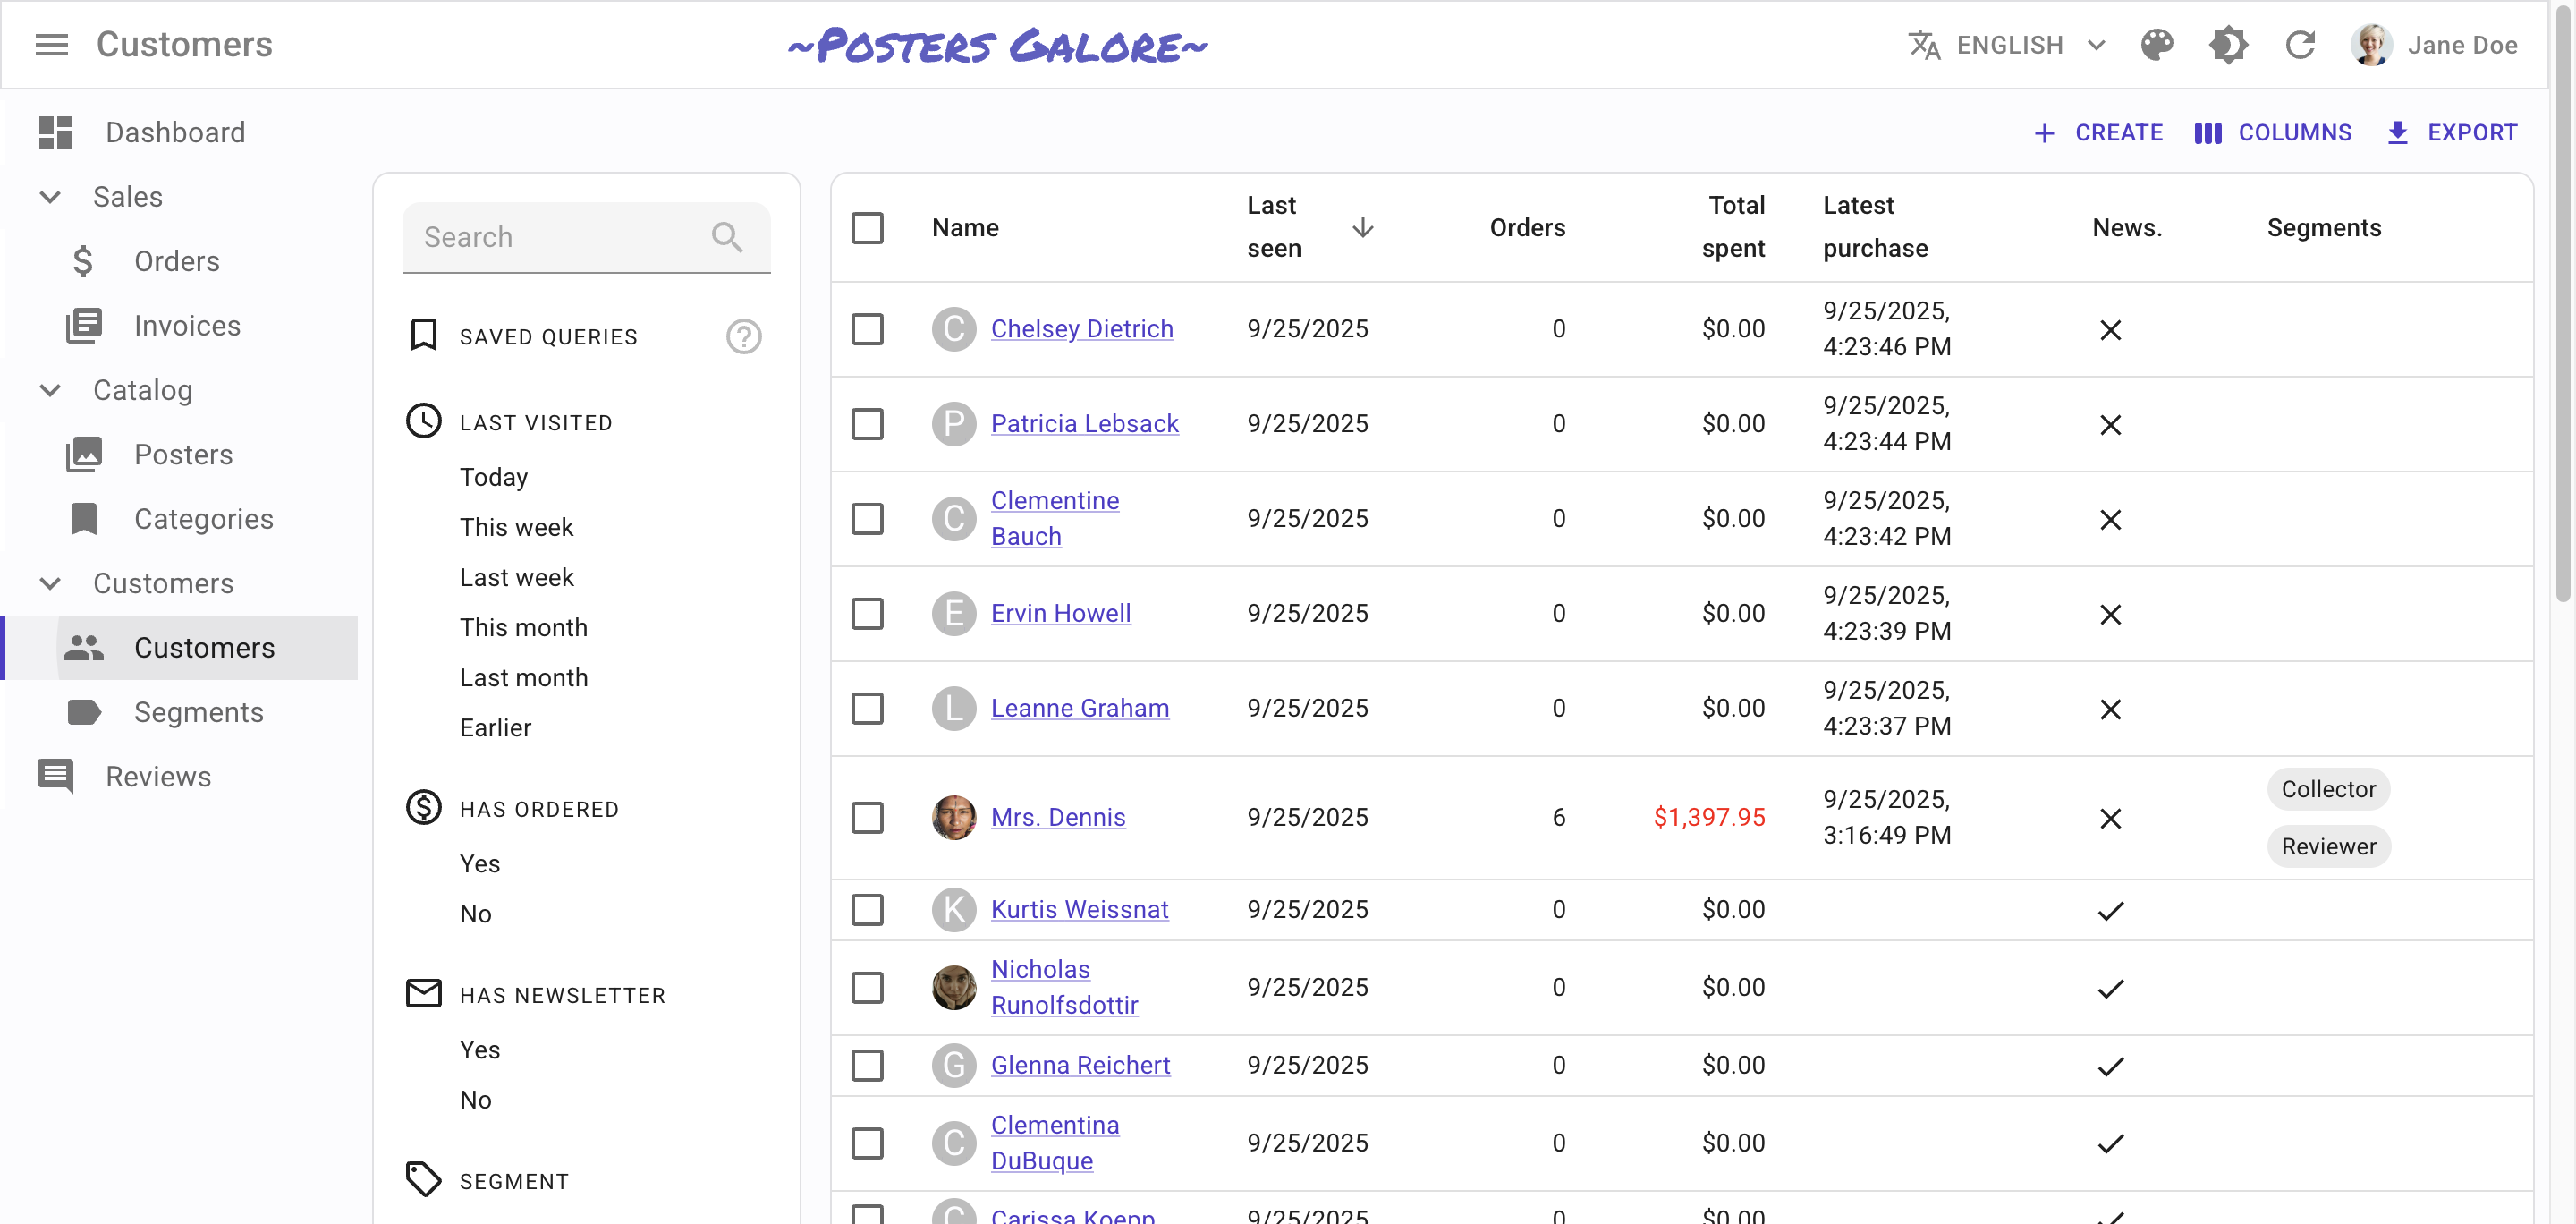 Customers
~Posters Galore~
ENGLISH
Jane Doe
Dashboard
Sales
Orders
Invoices
Catalog
Posters
Categories
Customers
Customers
Segments
Reviews
CREATE
COLUMNS
EXPORT
Search
SAVED QUERIES
LAST VISITED
Today
This week
Last week
This month
Last month
Earlier
HAS ORDERED
Yes
No
HAS NEWSLETTER
Yes
No
SEGMENT
Name
Last
seen
Orders
Total
spent
Latest
purchase
News.
Segments
C
Chelsey Dietrich
9/25/2025
0
$0.00
9/25/2025,
4:23:46 PM
P
Patricia Lebsack
9/25/2025
0
$0.00
9/25/2025,
4:23:44 PM
C
Clementine
Bauch
9/25/2025
0
$0.00
9/25/2025,
4:23:42 PM
E
Ervin Howell
9/25/2025
0
$0.00
9/25/2025,
4:23:39 PM
L
Leanne Graham
9/25/2025
0
$0.00
9/25/2025,
4:23:37 PM
Mrs. Dennis
9/25/2025
6
$1,397.95
9/25/2025,
3:16:49 PM
Collector
Reviewer
K
Kurtis Weissnat
9/25/2025
0
$0.00
Nicholas
Runolfsdottir
9/25/2025
0
$0.00
G
Glenna Reichert
9/25/2025
0
$0.00
C
Clementina
DuBuque
9/25/2025
0
$0.00
C
Carissa Koepp
9/25/2025
0
$0.00